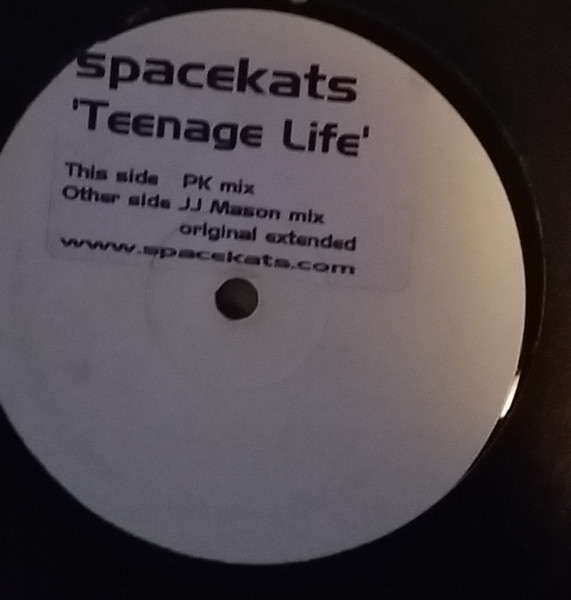 spacekats
'Teenage Life'
This side PK mix
Other side JJ Mason mix
original extended
www.spacekats.com